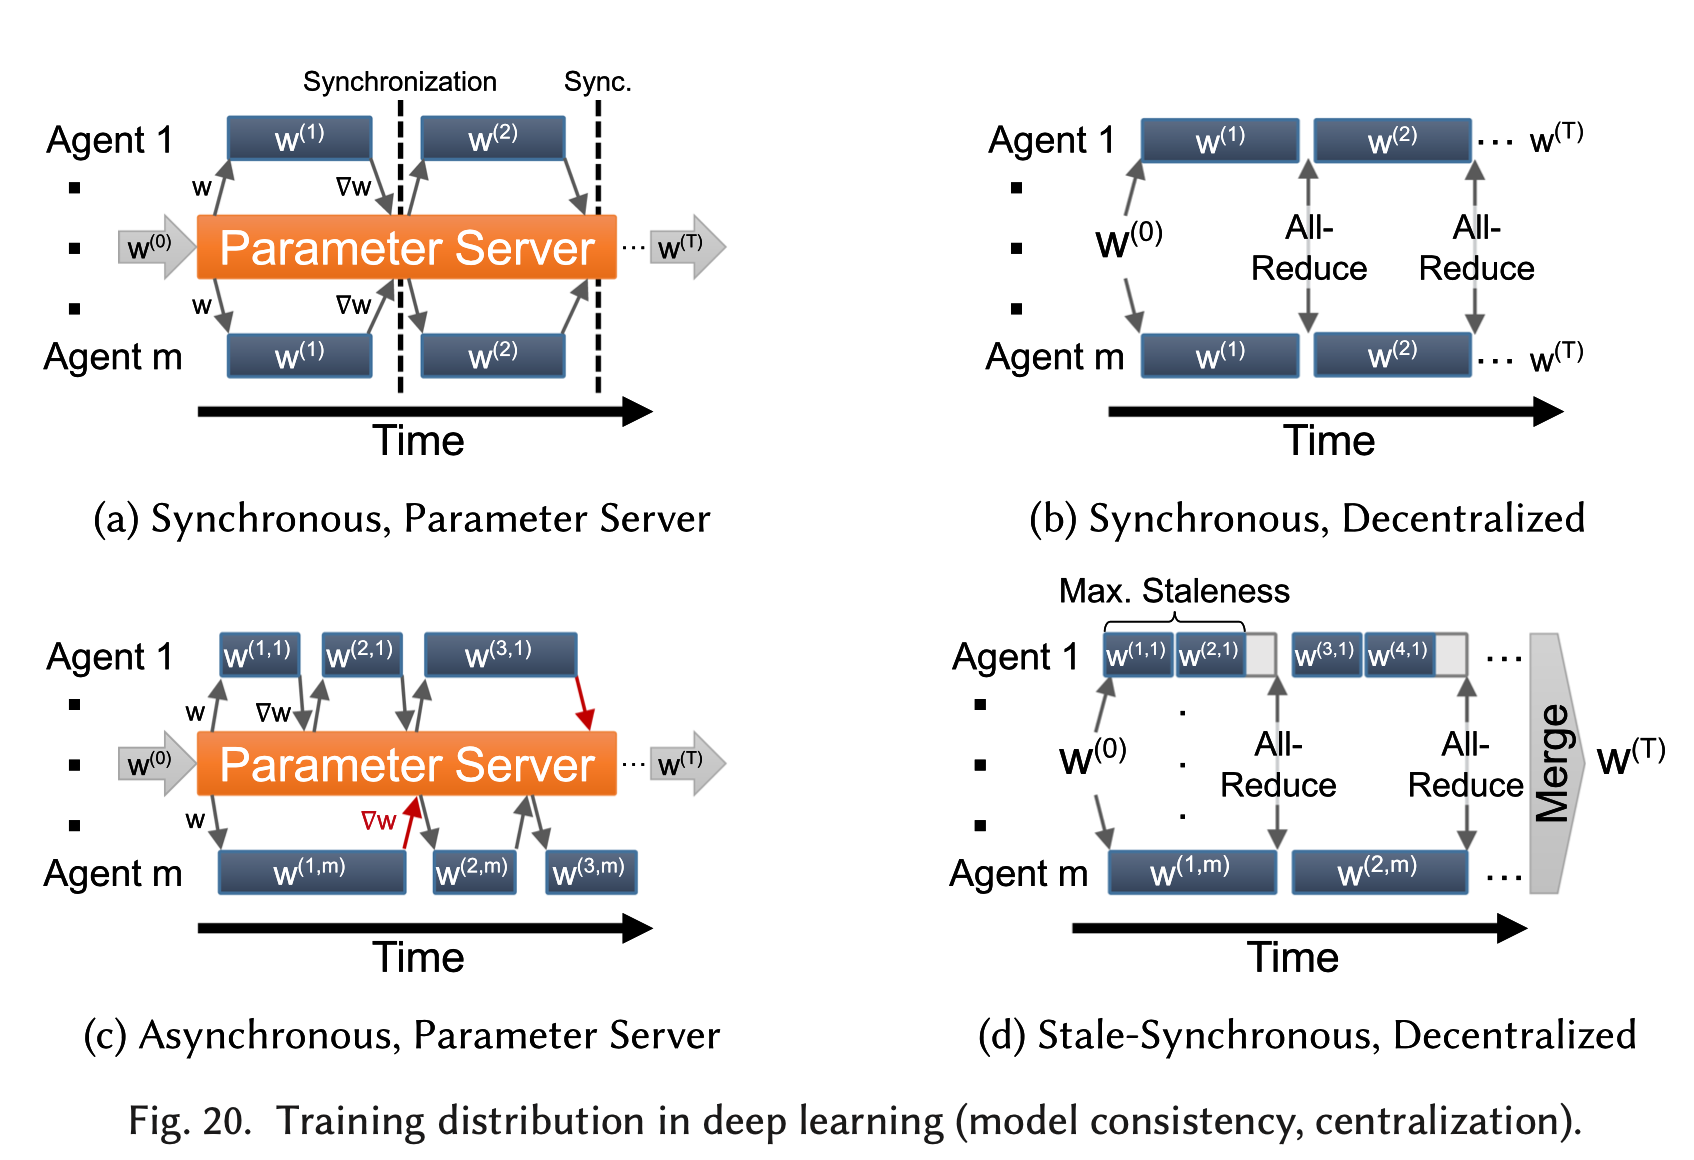 Synchronization
Sync.
Agent 1
w(1)
w(2)
w
∇w
w(0)
Parameter Server
... w(T)
w
∇w
Agent m
w(1)
w(2)
Time
(a) Synchronous, Parameter Server
Agent 1
w(1)
w(2)
... w(T)
w(0)
All-
Reduce
All-
Reduce
Agent m
w(1)
w(2)
... w(T)
Time
(b) Synchronous, Decentralized
Agent 1
w(1,1)
w(2,1)
w(3,1)
w
∇w
w(0)
Parameter Server
... w(T)
w
∇w
Agent m
w(1,m)
w(2,m)
w(3,m)
Time
(c) Asynchronous, Parameter Server
Max. Staleness
Agent 1
w(1,1)
w(2,1)
w(3,1)
w(4,1)
...
w(0)
All-
Reduce
All-
Reduce
Merge
w(T)
Agent m
w(1,m)
w(2,m)
...
Time
(d) Stale-Synchronous, Decentralized
Fig. 20. Training distribution in deep learning (model consistency, centralization).